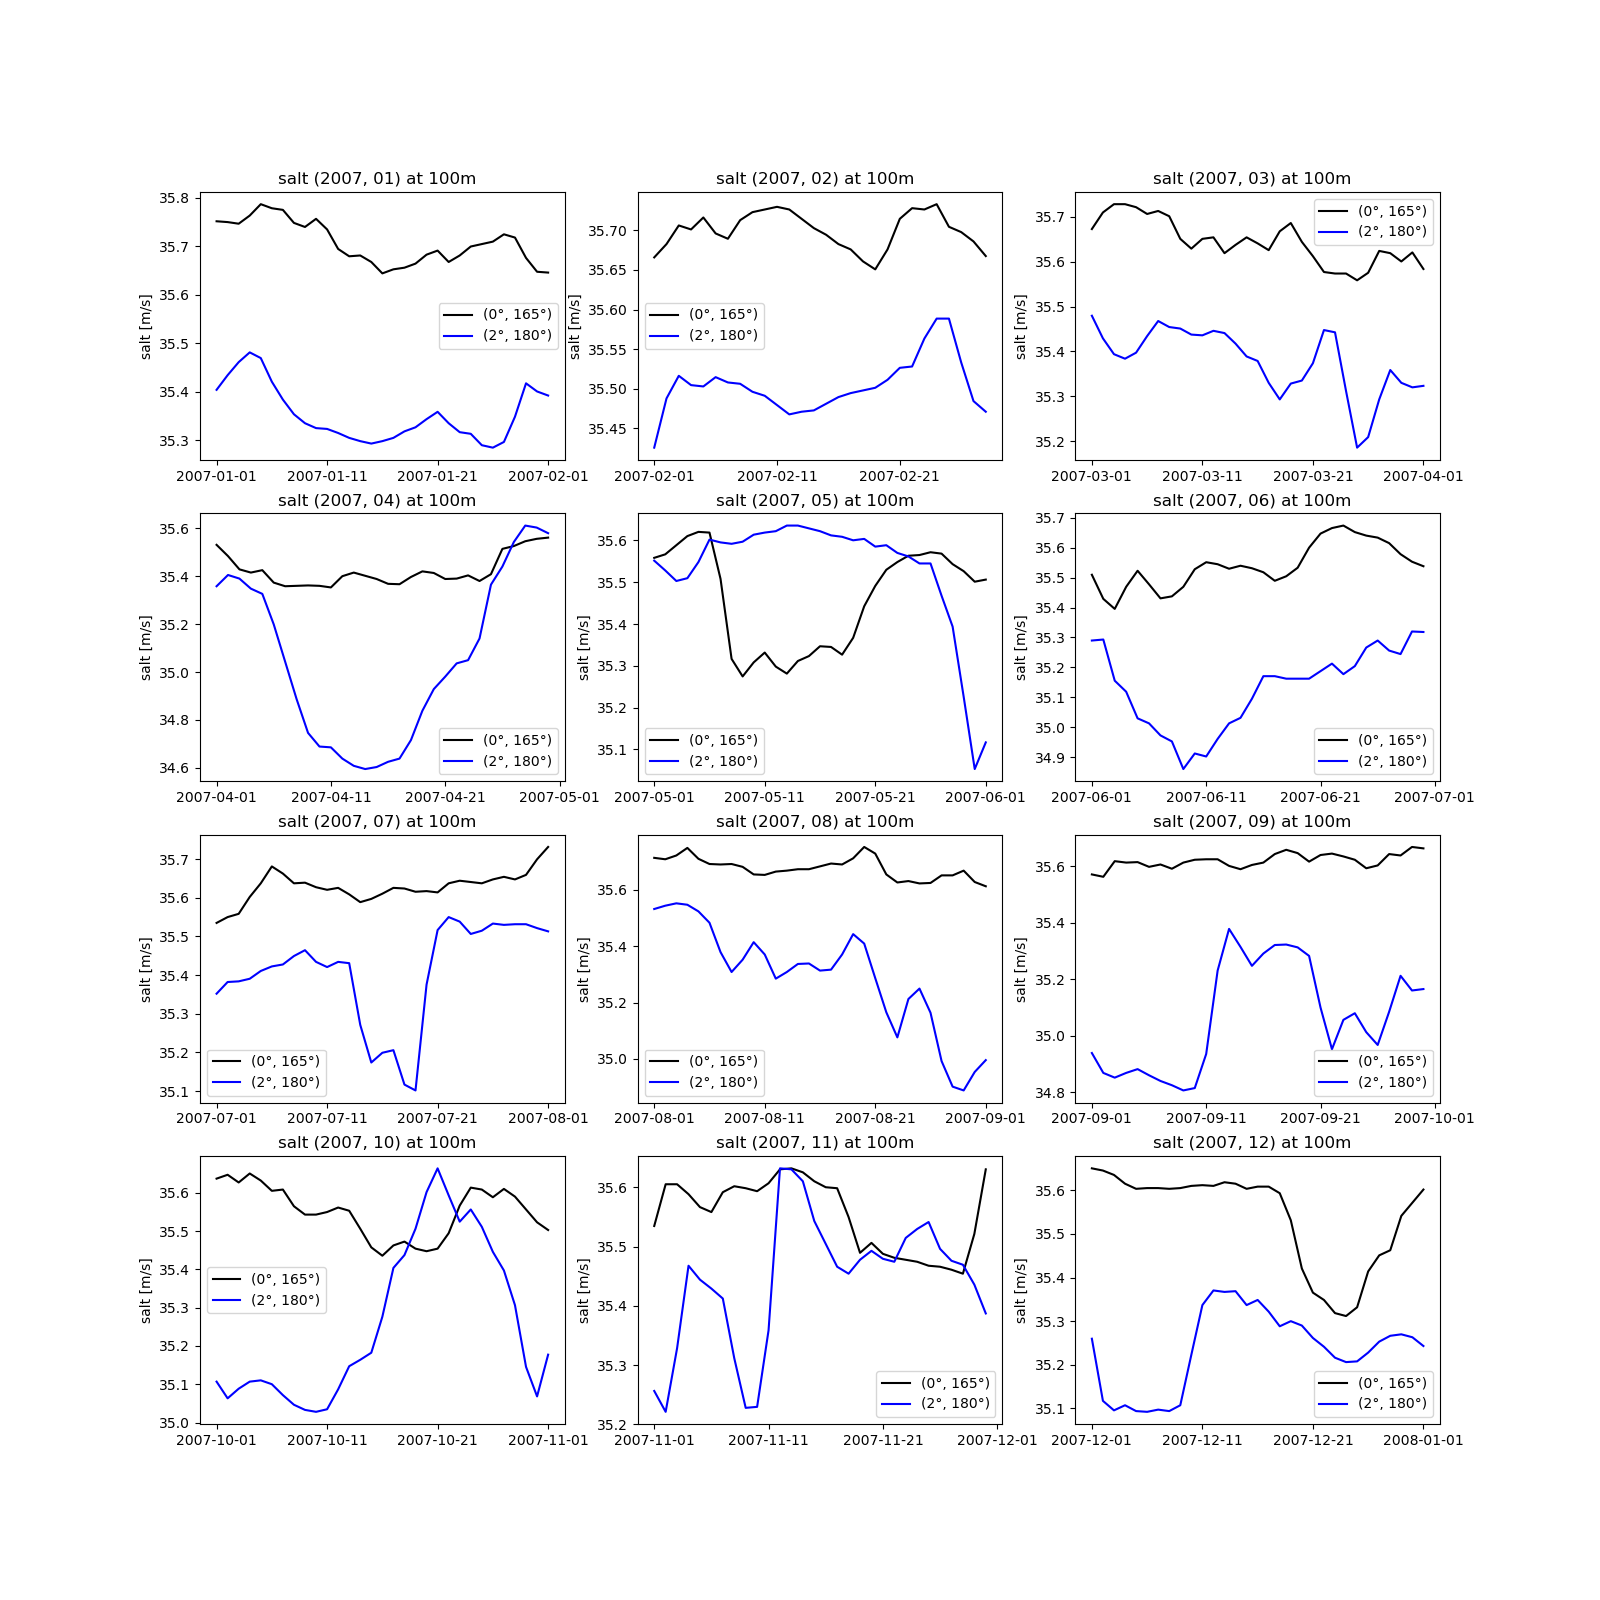 salt (2007, 01) at 100m
salt [m/s]
35.8
35.7
35.6
35.5
35.4
35.3
(0°, 165°)
(2°, 180°)
2007-01-01 2007-01-11 2007-01-21 2007-02-01
salt (2007, 02) at 100m
salt [m/s]
35.70
35.65
35.60
35.55
35.50
35.45
(0°, 165°)
(2°, 180°)
2007-02-01 2007-02-11 2007-02-21
salt (2007, 03) at 100m
salt [m/s]
35.7
35.6
35.5
35.4
35.3
35.2
(0°, 165°)
(2°, 180°)
2007-03-01 2007-03-11 2007-03-21 2007-04-01
salt (2007, 04) at 100m
salt [m/s]
35.6
35.4
35.2
35.0
34.8
34.6
(0°, 165°)
(2°, 180°)
2007-04-01 2007-04-11 2007-04-21 2007-05-01
salt (2007, 05) at 100m
salt [m/s]
35.6
35.5
35.4
35.3
35.2
35.1
(0°, 165°)
(2°, 180°)
2007-05-01 2007-05-11 2007-05-21 2007-06-01
salt (2007, 06) at 100m
salt [m/s]
35.7
35.6
35.5
35.4
35.3
35.2
35.1
35.0
34.9
(0°, 165°)
(2°, 180°)
2007-06-01 2007-06-11 2007-06-21 2007-07-01
salt (2007, 07) at 100m
salt [m/s]
35.7
35.6
35.5
35.4
35.3
35.2
35.1
(0°, 165°)
(2°, 180°)
2007-07-01 2007-07-11 2007-07-21 2007-08-01
salt (2007, 08) at 100m
salt [m/s]
35.6
35.4
35.2
35.0
(0°, 165°)
(2°, 180°)
2007-08-01 2007-08-11 2007-08-21 2007-09-01
salt (2007, 09) at 100m
salt [m/s]
35.6
35.4
35.2
35.0
34.8
(0°, 165°)
(2°, 180°)
2007-09-01 2007-09-11 2007-09-21 2007-10-01
salt (2007, 10) at 100m
salt [m/s]
35.6
35.5
35.4
35.3
35.2
35.1
35.0
(0°, 165°)
(2°, 180°)
2007-10-01 2007-10-11 2007-10-21 2007-11-01
salt (2007, 11) at 100m
salt [m/s]
35.6
35.5
35.4
35.3
35.2
(0°, 165°)
(2°, 180°)
2007-11-01 2007-11-11 2007-11-21 2007-12-01
salt (2007, 12) at 100m
salt [m/s]
35.6
35.5
35.4
35.3
35.2
35.1
(0°, 165°)
(2°, 180°)
2007-12-01 2007-12-11 2007-12-21 2008-01-01